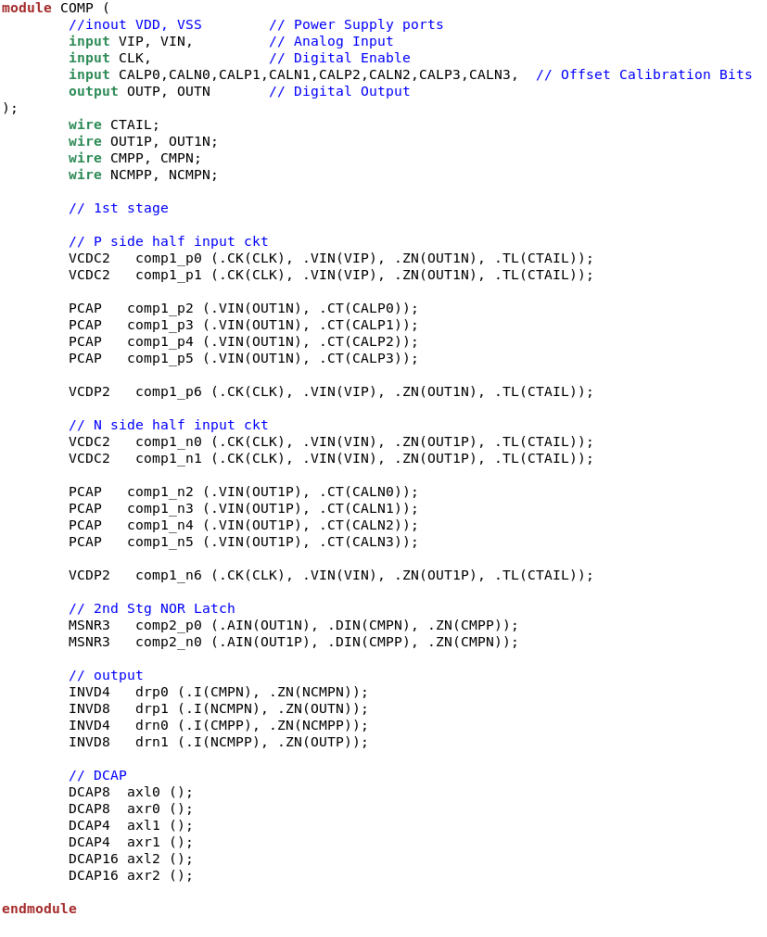 module COMP (
        //inout VDD, VSS        // Power Supply ports
        input VIP, VIN,         // Analog Input
        input CLK,              // Digital Enable
        input CALP0,CALN0,CALP1,CALN1,CALP2,CALN2,CALP3,CALN3,  // Offset Calibration Bits
        output OUTP, OUTN       // Digital Output
);
        wire CTAIL;
        wire OUT1P, OUT1N;
        wire CMPP, CMPN;
        wire NCMPP, NCMPN;

        // 1st stage

        // P side half input ckt
        VCDC2   comp1_p0 (.CK(CLK), .VIN(VIP), .ZN(OUT1N), .TL(CTAIL));
        VCDC2   comp1_p1 (.CK(CLK), .VIN(VIP), .ZN(OUT1N), .TL(CTAIL));

        PCAP   comp1_p2 (.VIN(OUT1N), .CT(CALP0));
        PCAP   comp1_p3 (.VIN(OUT1N), .CT(CALP1));
        PCAP   comp1_p4 (.VIN(OUT1N), .CT(CALP2));
        PCAP   comp1_p5 (.VIN(OUT1N), .CT(CALP3));

        VCDP2   comp1_p6 (.CK(CLK), .VIN(VIP), .ZN(OUT1N), .TL(CTAIL));

        // N side half input ckt
        VCDC2   comp1_n0 (.CK(CLK), .VIN(VIN), .ZN(OUT1P), .TL(CTAIL));
        VCDC2   comp1_n1 (.CK(CLK), .VIN(VIN), .ZN(OUT1P), .TL(CTAIL));

        PCAP   comp1_n2 (.VIN(OUT1P), .CT(CALN0));
        PCAP   comp1_n3 (.VIN(OUT1P), .CT(CALN1));
        PCAP   comp1_n4 (.VIN(OUT1P), .CT(CALN2));
        PCAP   comp1_n5 (.VIN(OUT1P), .CT(CALN3));

        VCDP2   comp1_n6 (.CK(CLK), .VIN(VIN), .ZN(OUT1P), .TL(CTAIL));

        // 2nd Stg NOR Latch
        MSNR3   comp2_p0 (.AIN(OUT1N), .DIN(CMPN), .ZN(CMPP));
        MSNR3   comp2_n0 (.AIN(OUT1P), .DIN(CMPP), .ZN(CMPN));

        // output
        INVD4   drp0 (.I(CMPN), .ZN(NCMPN));
        INVD8   drp1 (.I(NCMPN), .ZN(OUTN));
        INVD4   drn0 (.I(CMPP), .ZN(NCMPP));
        INVD8   drn1 (.I(NCMPP), .ZN(OUTP));

        // DCAP
        DCAP8  axl0 ();
        DCAP8  axr0 ();
        DCAP4  axl1 ();
        DCAP4  axr1 ();
        DCAP16 axl2 ();
        DCAP16 axr2 ();

endmodule